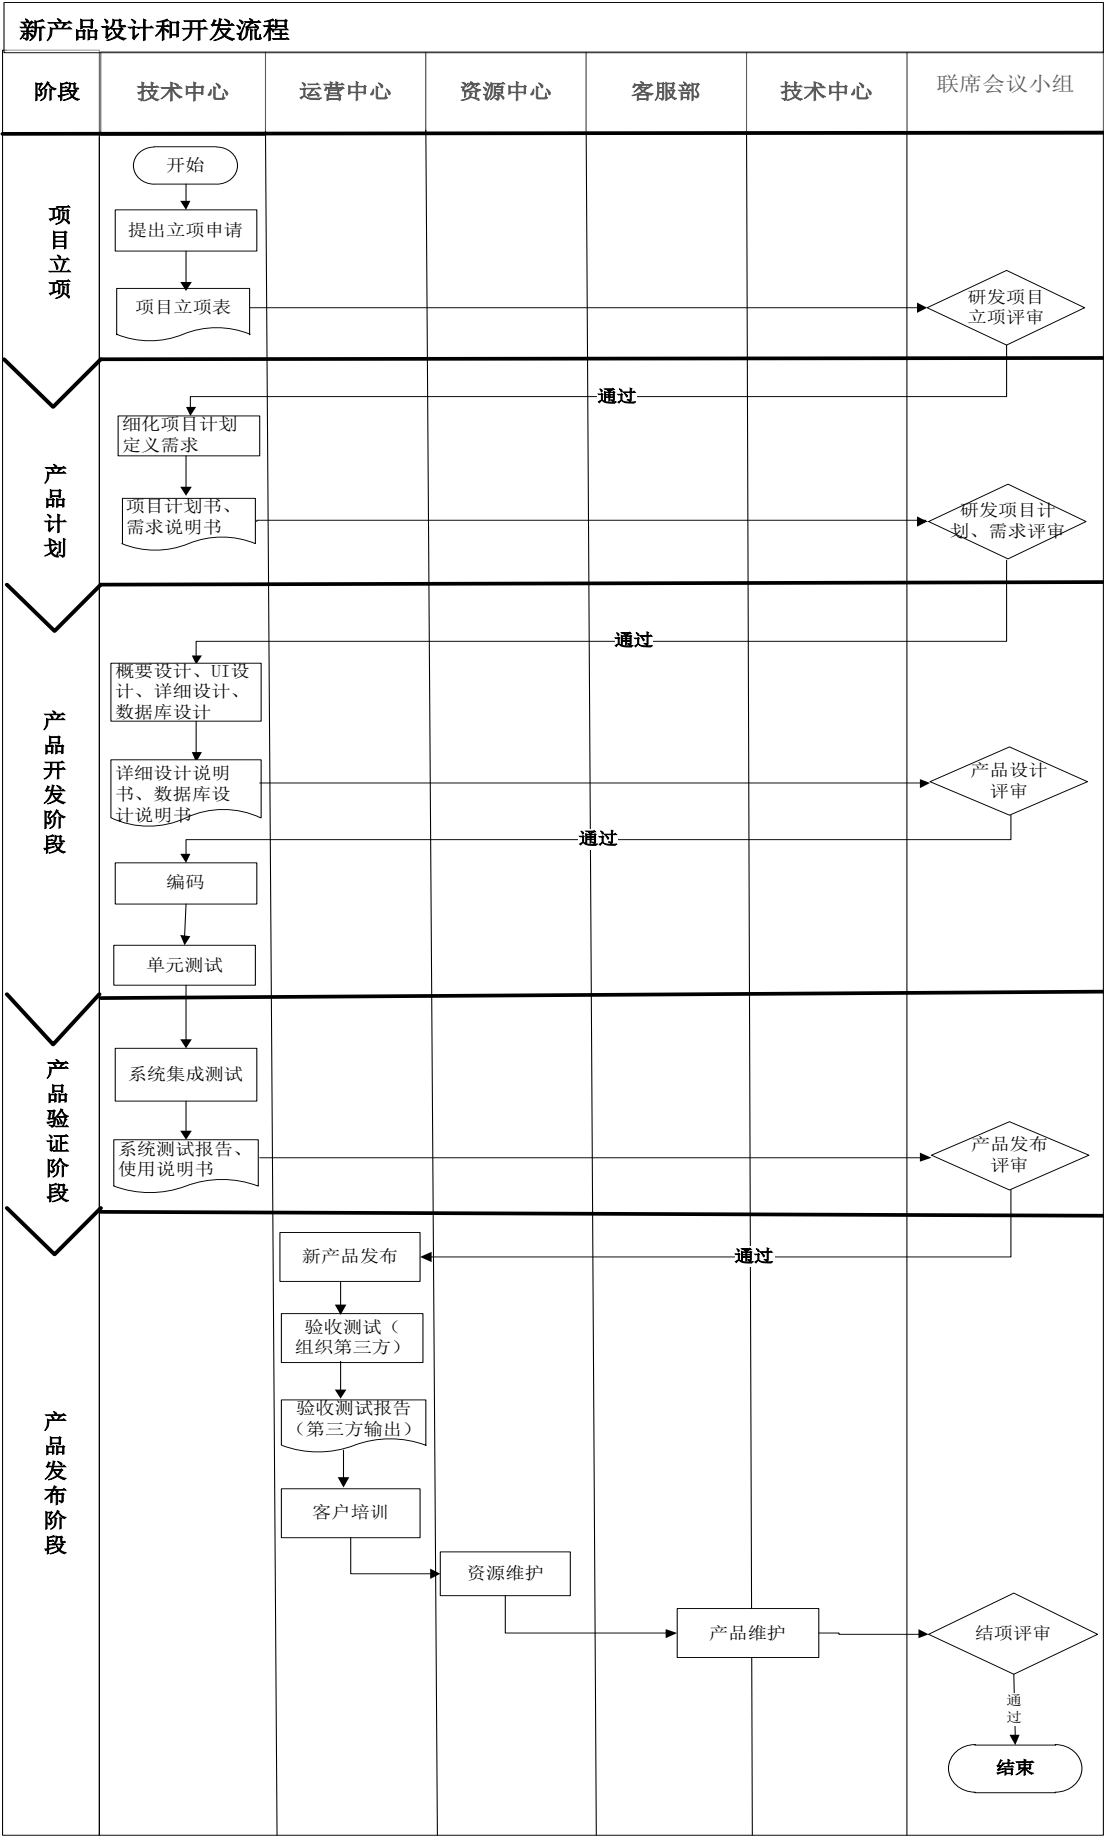 新产品设计和开发流程
阶段
技术中心
运营中心
资源中心
客服部
技术中心
联席会议小组
项目立项
开始
提出立项申请
项目立项表
研发项目
立项评审
产品计划
通过
细化项目计划
定义需求
项目计划书、
需求说明书
研发项目计
划、需求评审
产品开发阶段
通过
概要设计、UI设
计、详细设计、
数据库设计
详细设计说明
书、数据库设
计说明书
产品设计
评审
通过
编码
单元测试
产品验证阶段
系统集成测试
系统测试报告、
使用说明书
产品发布
评审
产品发布阶段
新产品发布
通过
验收测试（
组织第三方）
验收测试报告
（第三方输出）
客户培训
资源维护
产品维护
结项评审
通过
结束